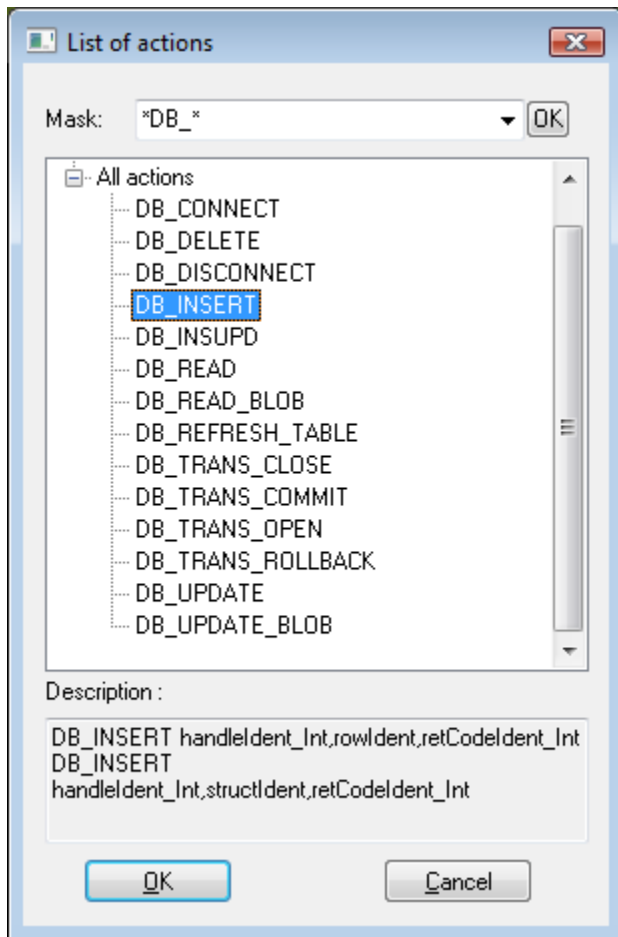 List of actions
Mask: *DB_* OK
All actions
DB_CONNECT
DB_DELETE
DB_DISCONNECT
DB_INSERT
DB_INSUPD
DB_READ
DB_READ_BLOB
DB_REFRESH_TABLE
DB_TRANS_CLOSE
DB_TRANS_COMMIT
DB_TRANS_OPEN
DB_TRANS_ROLLBACK
DB_UPDATE
DB_UPDATE_BLOB
Description :
DB_INSERT handleIdent_Int,rowIdent,retCodeIdent_Int
DB_INSERT
handleIdent_Int,structIdent,retCodeIdent_Int
OK Cancel